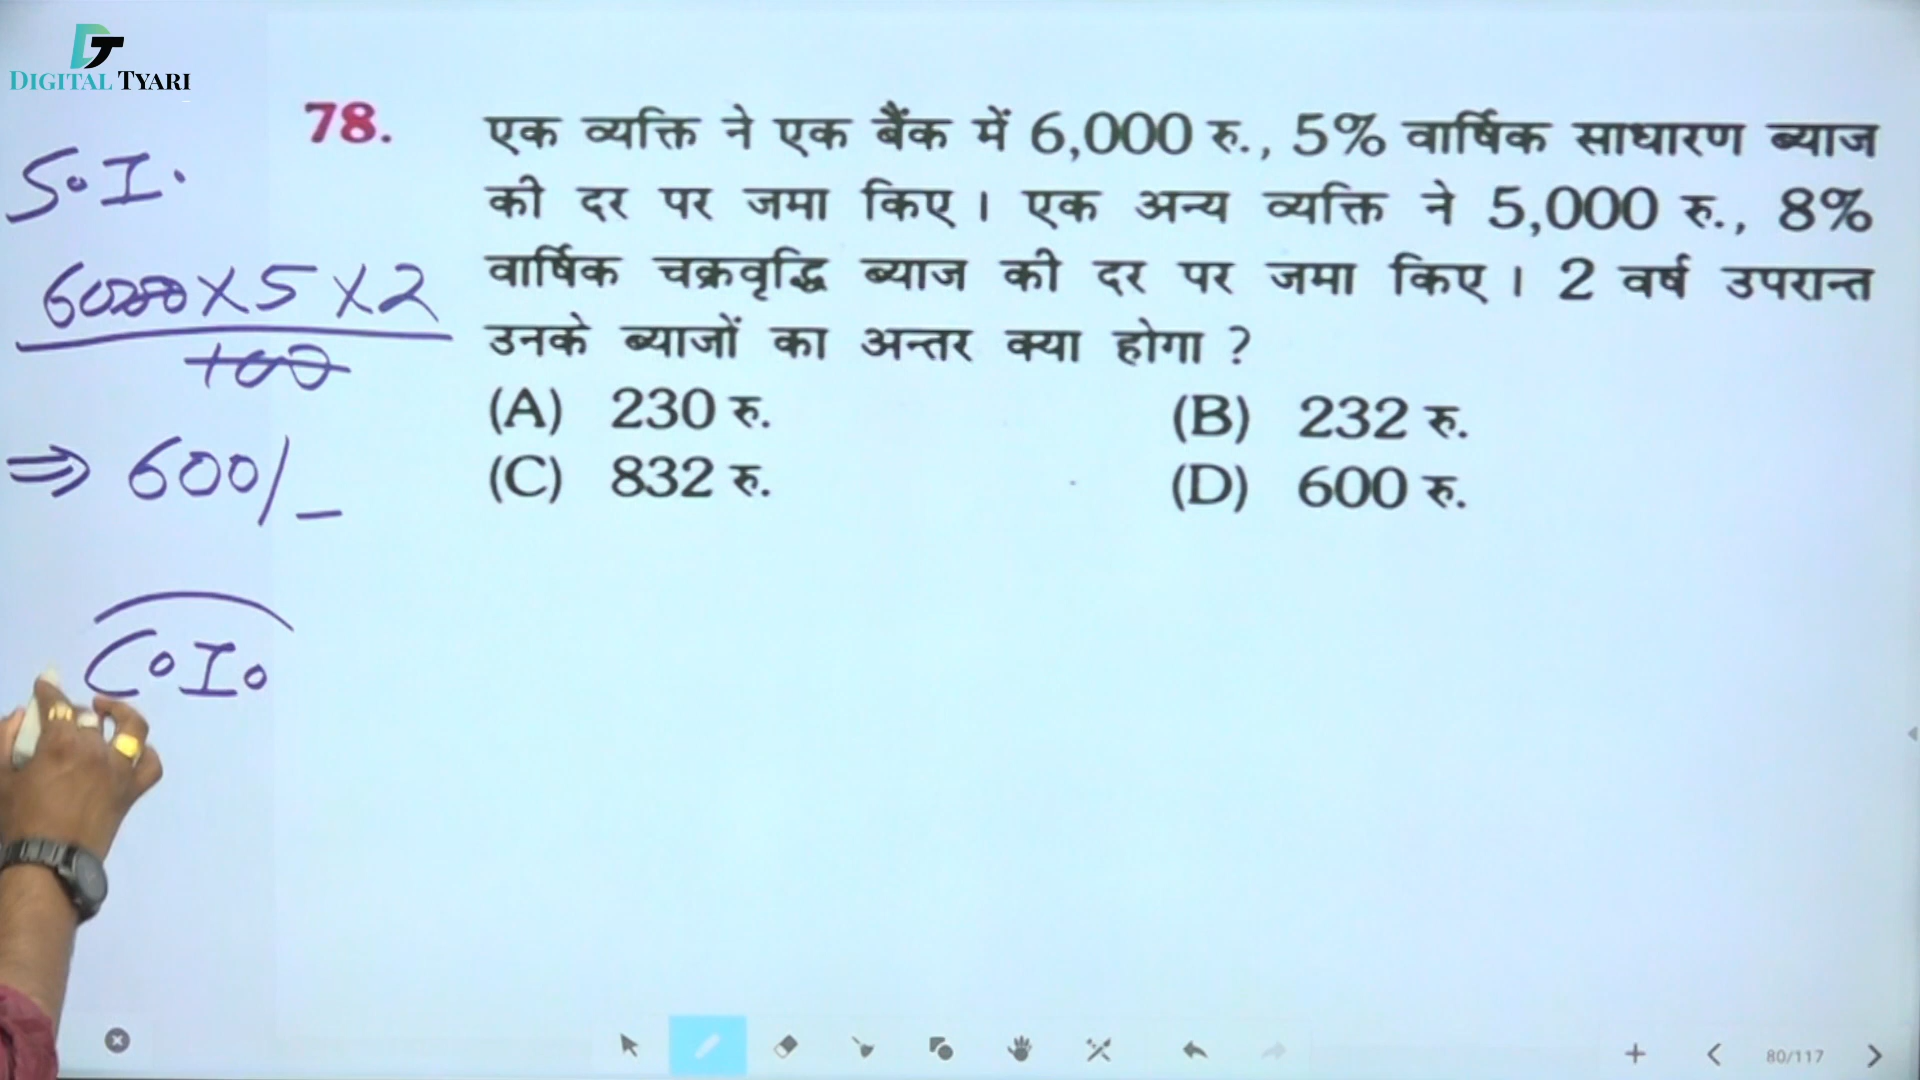 DT
DIGITAL TYARI
78. एक व्यक्ति ने एक बैंक में 6,000 रु., 5% वार्षिक साधारण ब्याज
की दर पर जमा किए। एक अन्य व्यक्ति ने 5,000 रु., 8%
वार्षिक चक्रवृद्धि ब्याज की दर पर जमा किए। 2 वर्ष उपरान्त
उनके ब्याजों का अन्तर क्या होगा ?
(A) 230 रु.
(B) 232 रु.
(C) 832 रु.
(D) 600 रु.
S.I.
6000×5×2
100
⇒ 600/_
C.I.
80/117